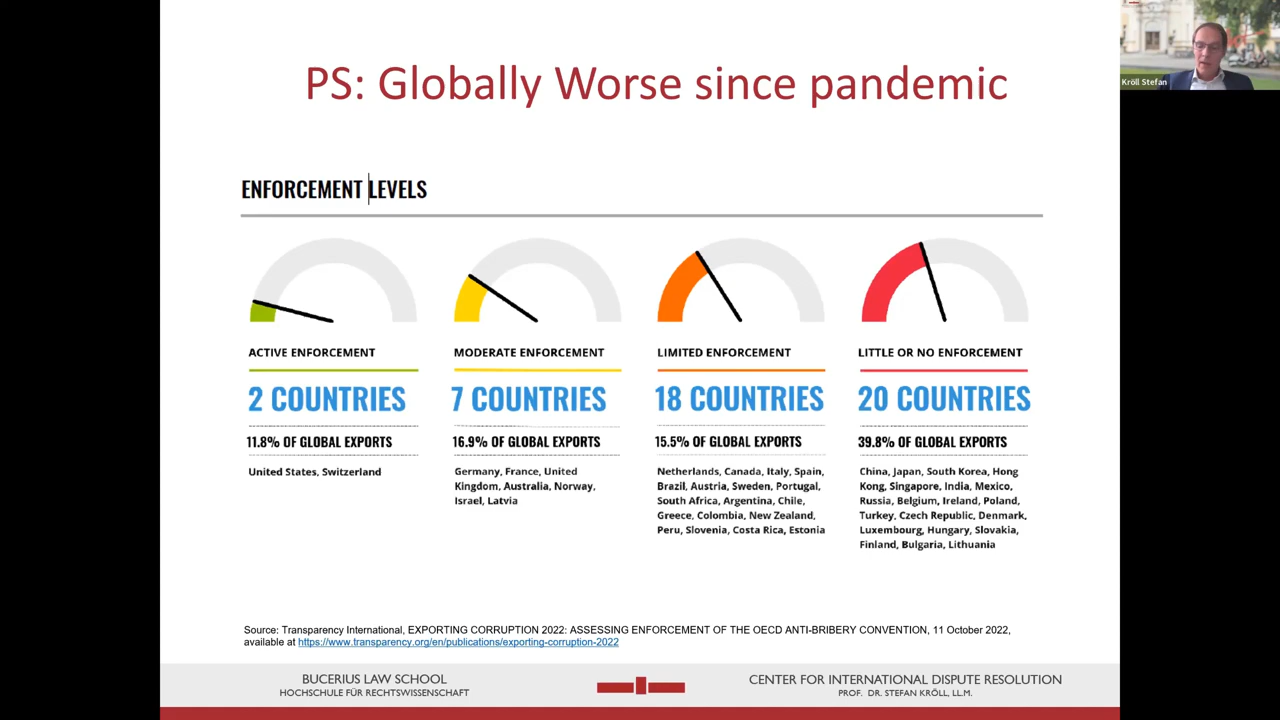 PS: Globally Worse since pandemic
Kröll Stefan
ENFORCEMENT LEVELS
ACTIVE ENFORCEMENT
2 COUNTRIES
11.8% OF GLOBAL EXPORTS
United States, Switzerland
MODERATE ENFORCEMENT
7 COUNTRIES
16.9% OF GLOBAL EXPORTS
Germany, France, United
Kingdom, Australia, Norway,
Israel, Latvia
LIMITED ENFORCEMENT
18 COUNTRIES
15.5% OF GLOBAL EXPORTS
Netherlands, Canada, Italy, Spain,
Brazil, Austria, Sweden, Portugal,
South Africa, Argentina, Chile,
Greece, Colombia, New Zealand,
Peru, Slovenia, Costa Rica, Estonia
LITTLE OR NO ENFORCEMENT
20 COUNTRIES
39.8% OF GLOBAL EXPORTS
China, Japan, South Korea, Hong
Kong, Singapore, India, Mexico,
Russia, Belgium, Ireland, Poland,
Turkey, Czech Republic, Denmark,
Luxembourg, Hungary, Slovakia,
Finland, Bulgaria, Lithuania
Source: Transparency International, EXPORTING CORRUPTION 2022: ASSESSING ENFORCEMENT OF THE OECD ANTI-BRIBERY CONVENTION, 11 October 2022,
available at https://www.transparency.org/en/publications/exporting-corruption-2022
BUCERIUS LAW SCHOOL
HOCHSCHULE FÜR RECHTSWISSENSCHAFT
CENTER FOR INTERNATIONAL DISPUTE RESOLUTION
PROF. DR. STEFAN KRÖLL, LL.M.